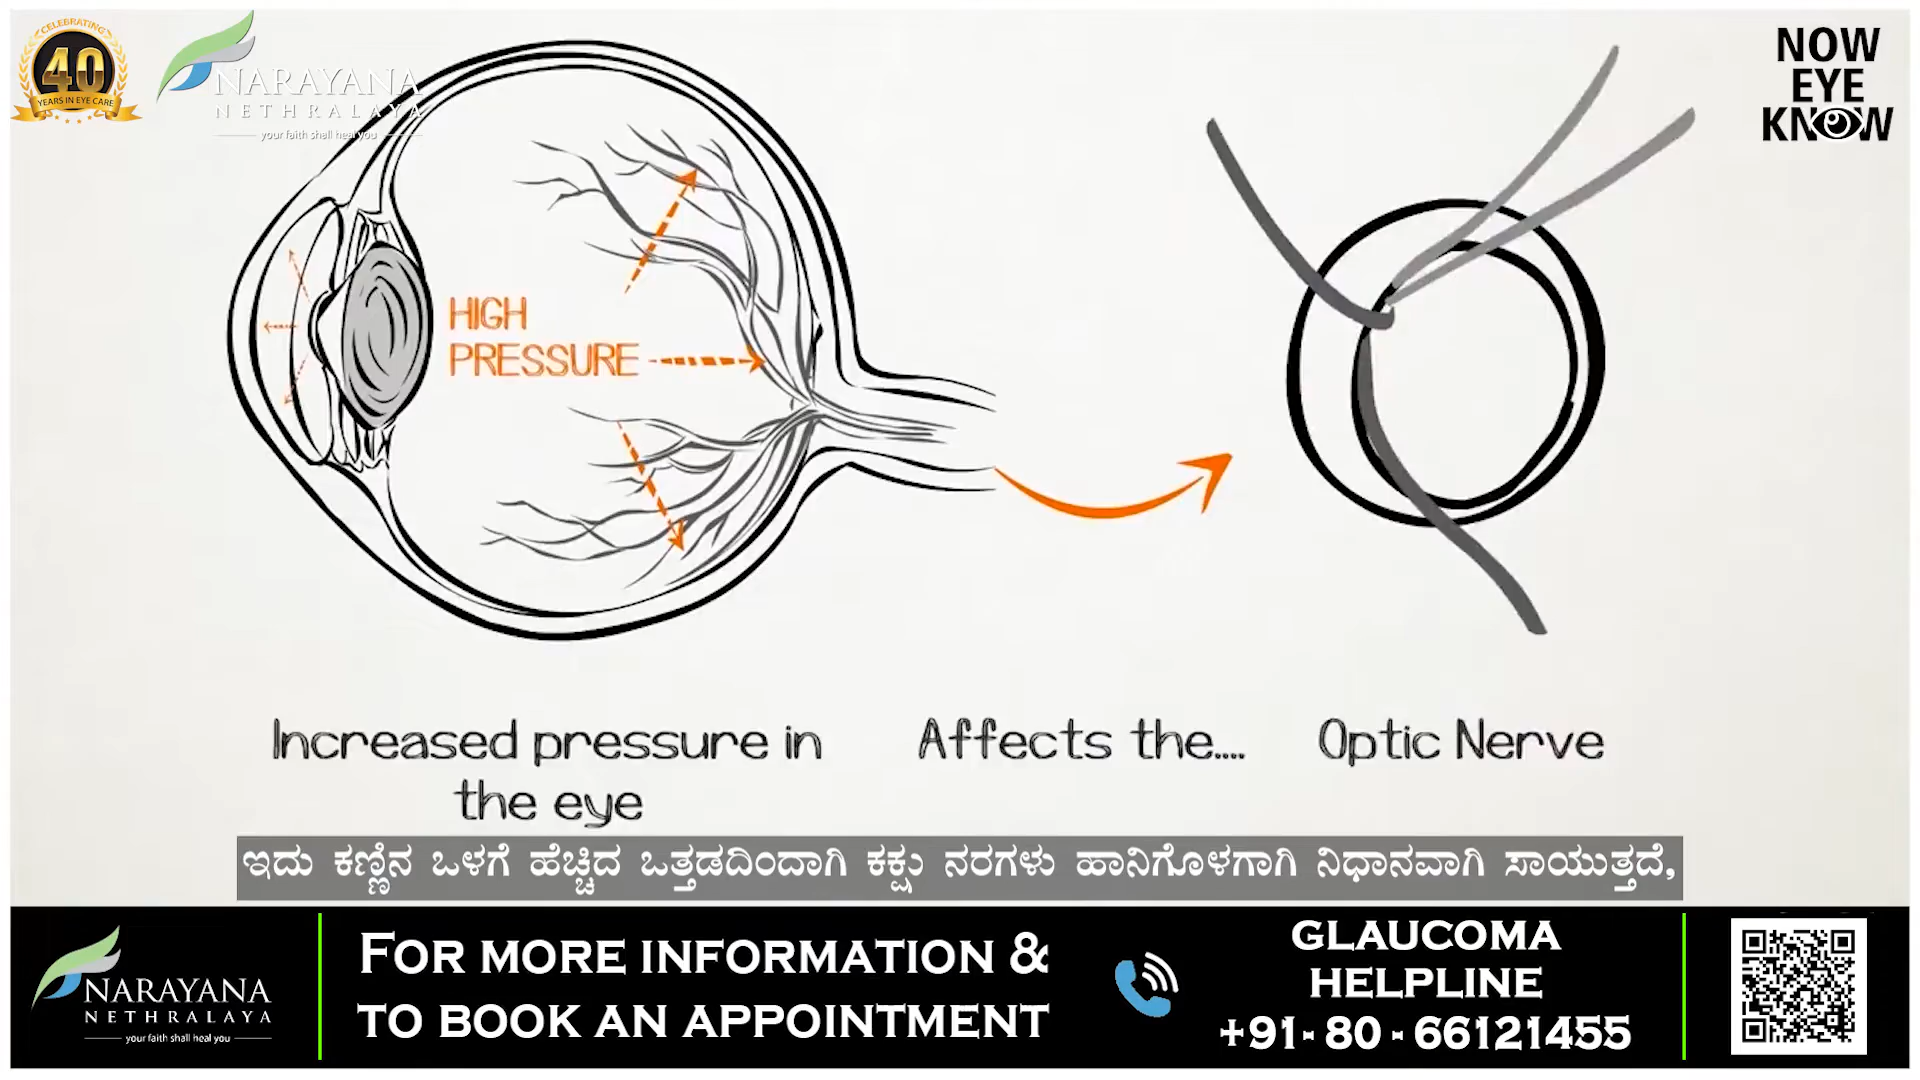 CELEBRATING
40
YEARS IN EYE CARE
NARAYANA
NETHRALAYA
your faith shall heal you
NOW
EYE
KNOW
HIGH
PRESSURE
Increased pressure in
the eye
Affects the....
Optic Nerve
ಇದು ಕಣ್ಣಿನ ಒಳಗೆ ಹೆಚ್ಚಿದ ಒತ್ತಡದಿಂದಾಗಿ ಕಕ್ಷು ನರಗಳು ಹಾನಿಗೊಳಗಾಗಿ ನಿಧಾನವಾಗಿ ಸಾಯುತ್ತದೆ,
NARAYANA
NETHRALAYA
your faith shall heal you
FOR MORE INFORMATION &
TO BOOK AN APPOINTMENT
GLAUCOMA
HELPLINE
+91- 80 - 66121455